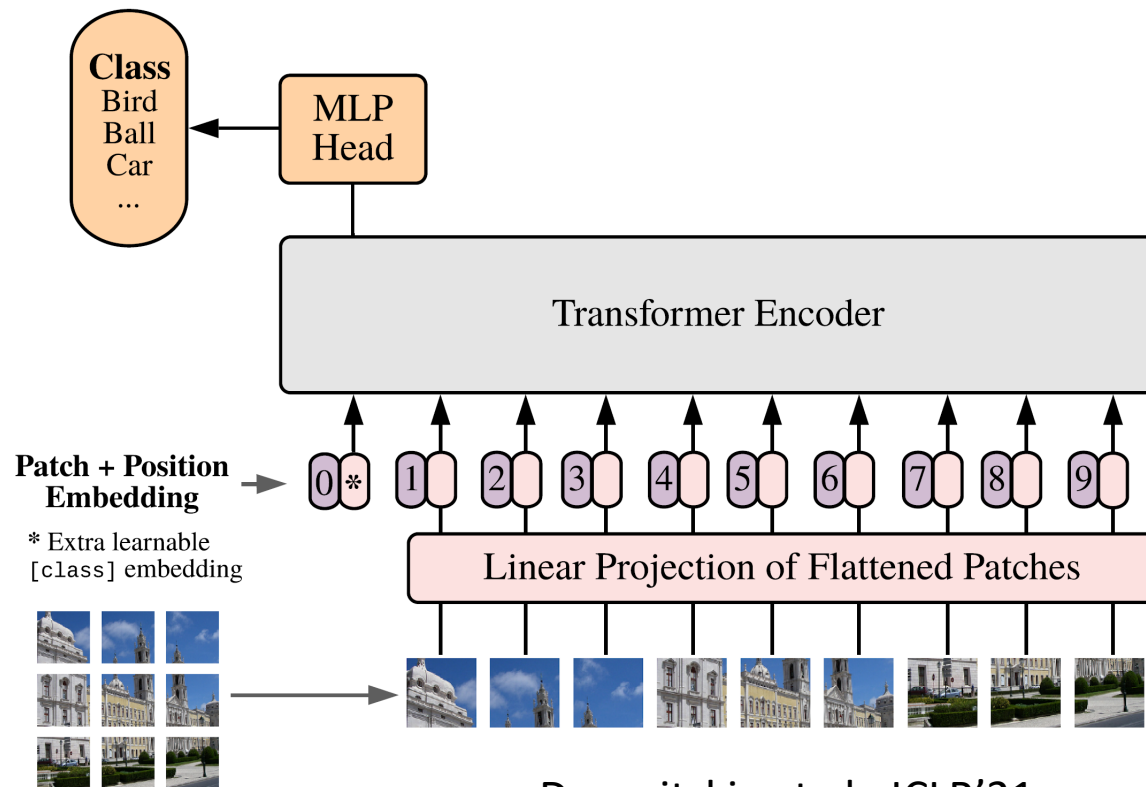 Class
Bird
Ball
Car
...
MLP
Head
Transformer Encoder
Patch + Position
Embedding
0 * 1 2 3 4 5 6 7 8 9
* Extra learnable
[class] embedding
Linear Projection of Flattened Patches